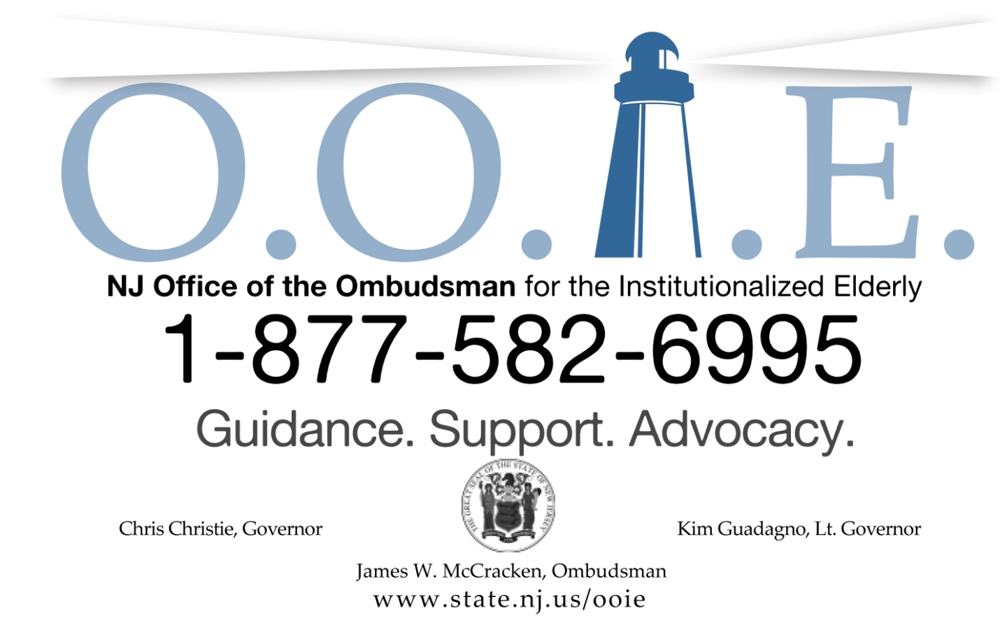 O.O.I.E.
NJ Office of the Ombudsman for the Institutionalized Elderly
1-877-582-6995
Guidance. Support. Advocacy.
THE GREAT SEAL OF THE STATE OF NEW JERSEY
Chris Christie, Governor
Kim Guadagno, Lt. Governor
James W. McCracken, Ombudsman
www.state.nj.us/ooie